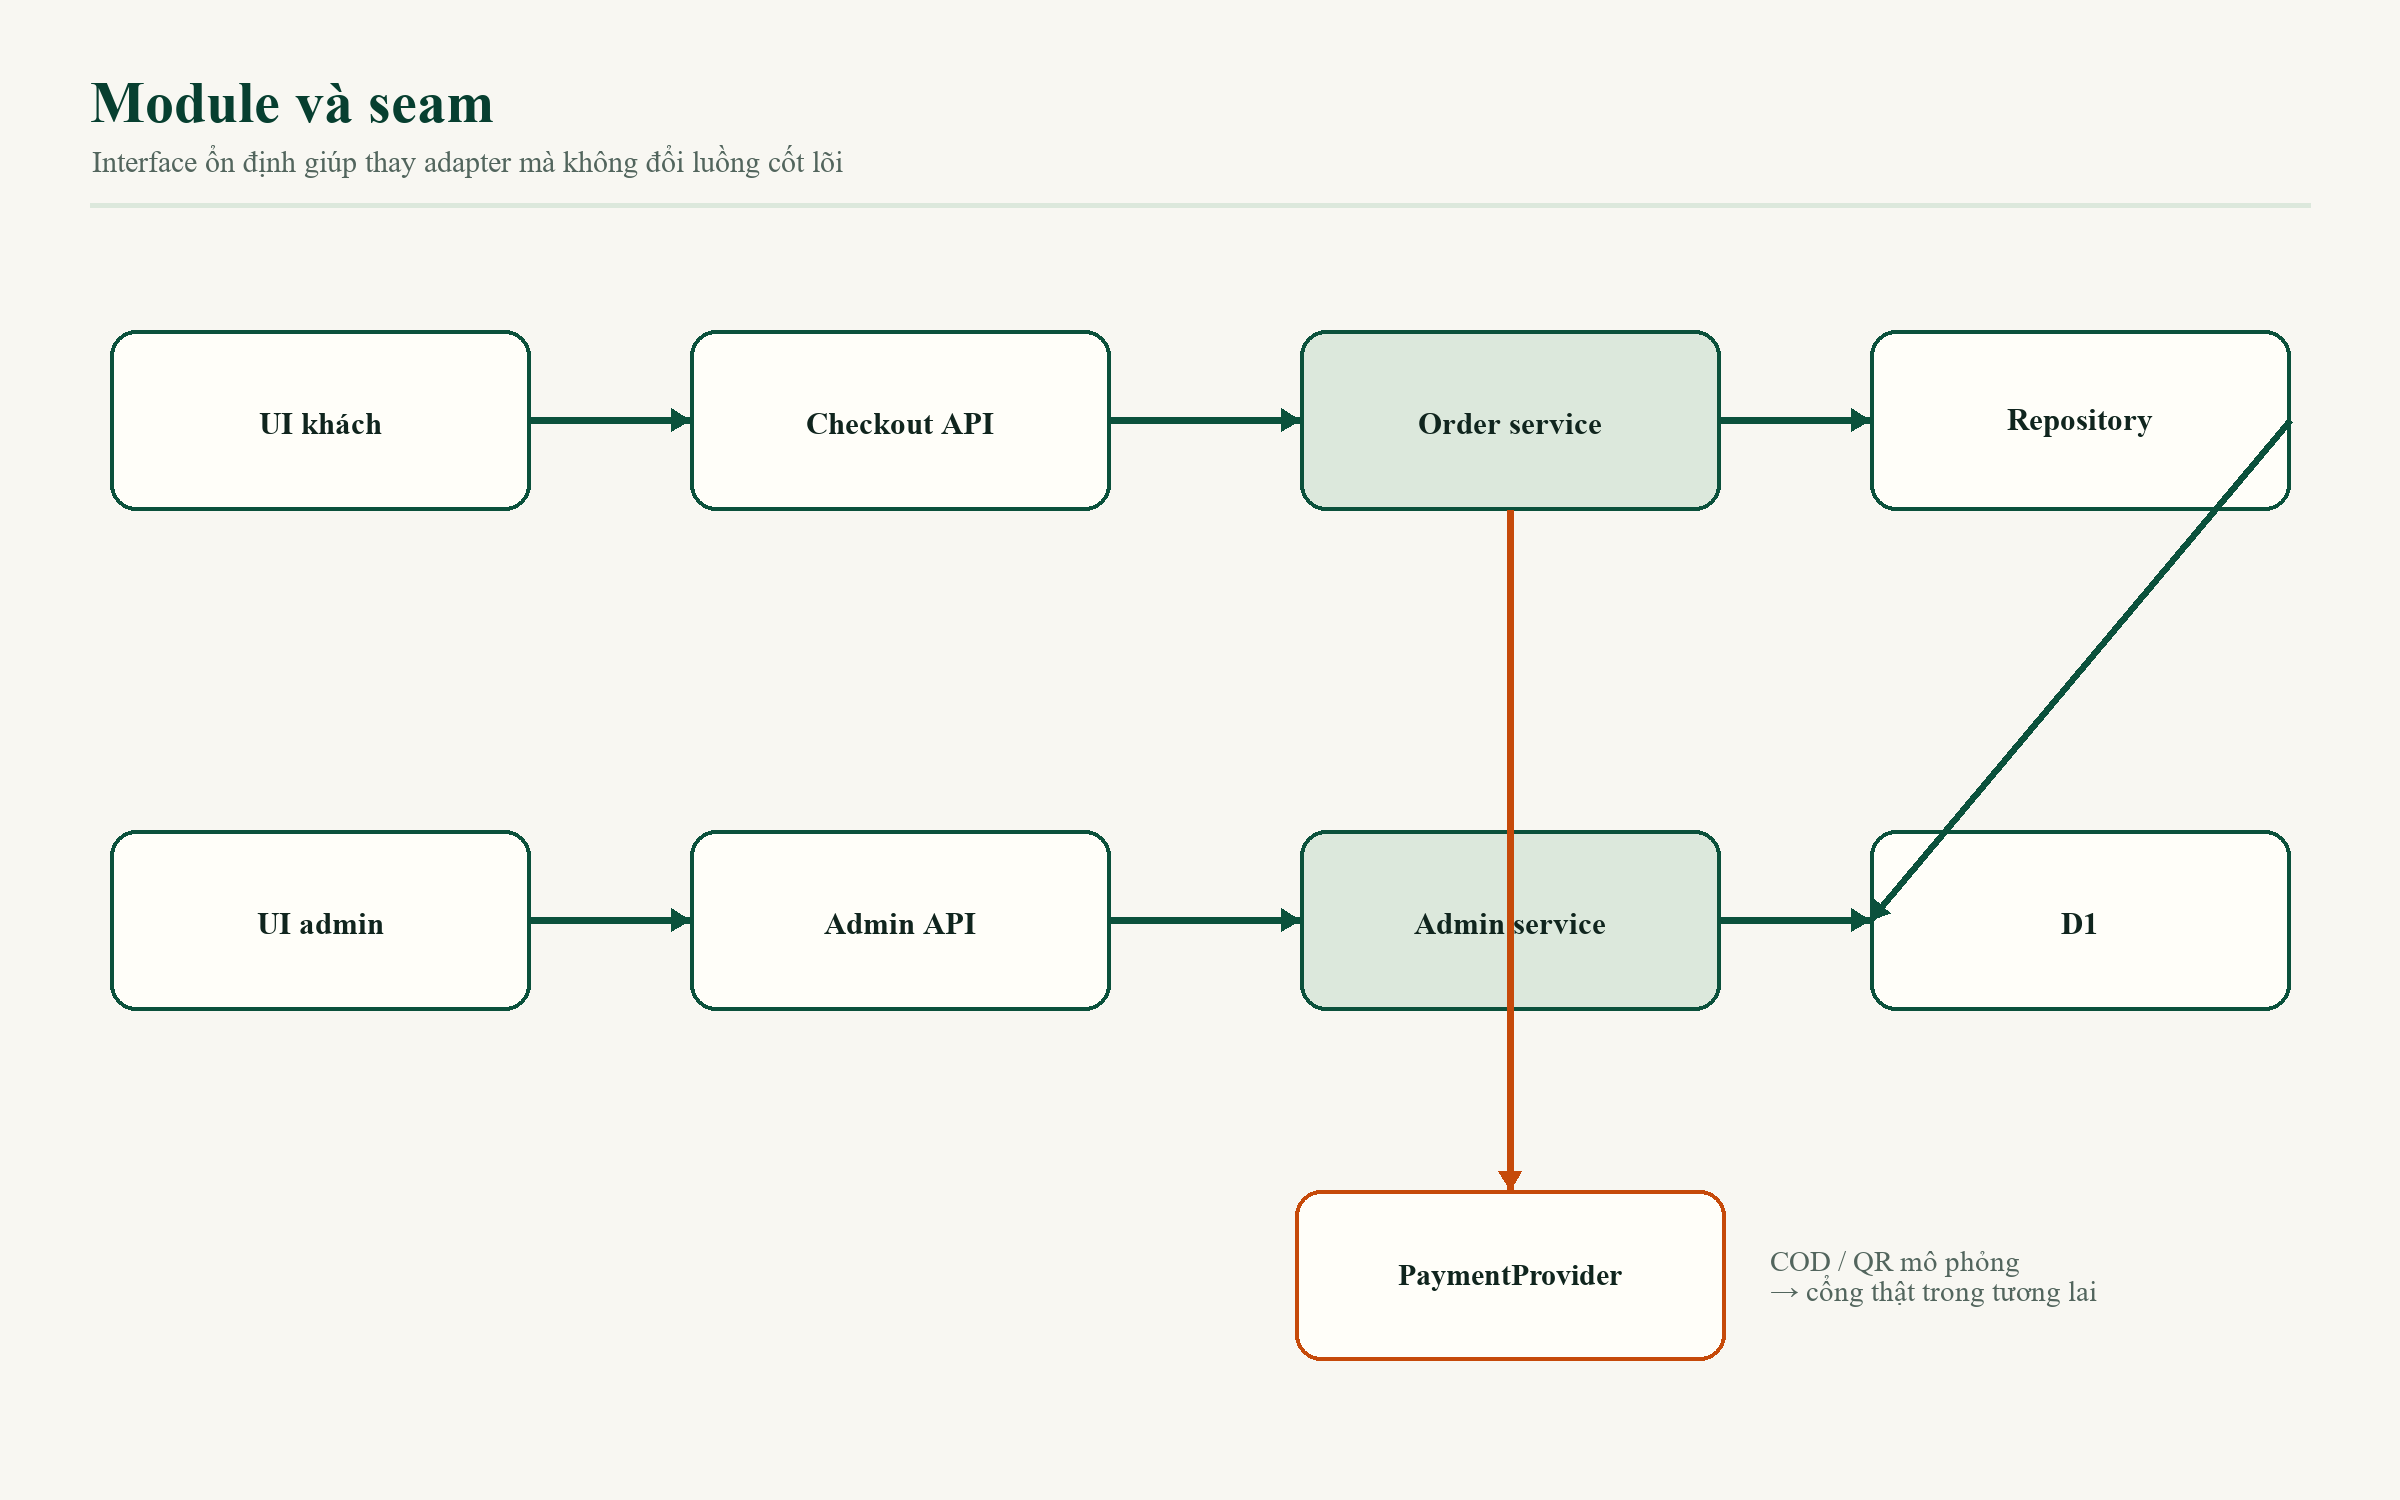 Module và seam
Interface ổn định giúp thay adapter mà không đổi luồng cốt lõi
UI khách
Checkout API
Order service
Repository
UI admin
Admin API
Admin service
D1
PaymentProvider
COD / QR mô phỏng
→ cổng thật trong tương lai